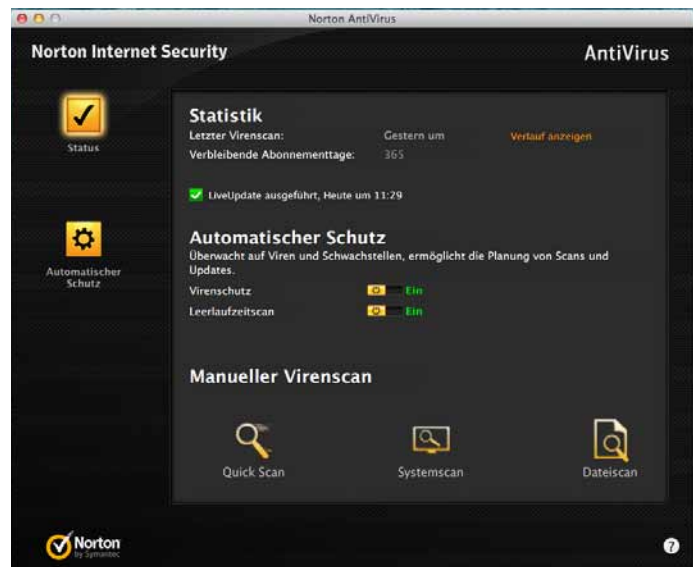 Norton AntiVirus
Norton Internet Security
AntiVirus
Status
Automatischer
Schutz
Statistik
Letzter Virenscan: Gestern um Verlauf anzeigen
Verbleibende Abonnementtage: 365
LiveUpdate ausgeführt, Heute um 11:29
Automatischer Schutz
Überwacht auf Viren und Schwachstellen, ermöglicht die Planung von Scans und
Updates.
Virenschutz Ein
Leerlaufzeitscan Ein
Manueller Virenscan
Quick Scan Systemscan Dateiscan
Norton
by Symantec
?